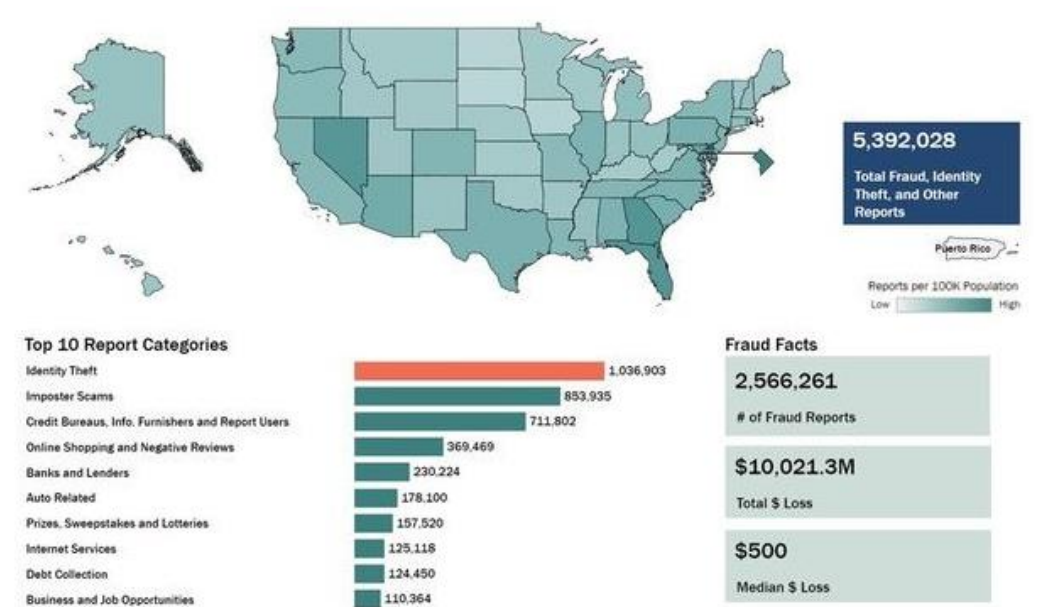 5,392,028
Total Fraud, Identity
Theft, and Other
Reports
Puerto Rico
Reports per 100K Population
Low
High
Top 10 Report Categories
Identity Theft
1,036,903
Imposter Scams
853,935
Credit Bureaus, Info. Furnishers and Report Users
711,802
Online Shopping and Negative Reviews
369,469
Banks and Lenders
230,224
Auto Related
178,100
Prizes, Sweepstakes and Lotteries
157,520
Internet Services
125,118
Debt Collection
124,450
Business and Job Opportunities
110,364
Fraud Facts
2,566,261
# of Fraud Reports
$10,021.3M
Total $ Loss
$500
Median $ Loss